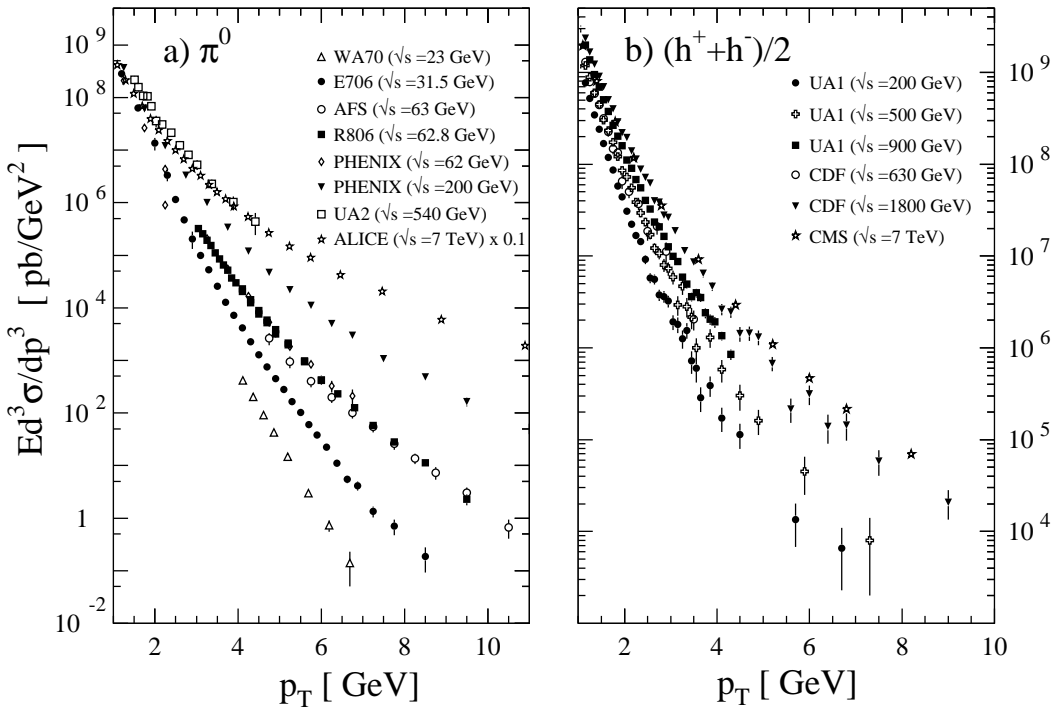 Ed³σ/dp³ [ pb/GeV² ]
a) π⁰
WA70 (√s =23 GeV)
E706 (√s =31.5 GeV)
AFS (√s =63 GeV)
R806 (√s =62.8 GeV)
PHENIX (√s =62 GeV)
PHENIX (√s =200 GeV)
UA2 (√s =540 GeV)
ALICE (√s =7 TeV) x 0.1
10⁹
10⁸
10⁶
10⁴
10²
1
10⁻²
2 4 6 8 10
p_T [ GeV]
b) (h⁺+h⁻)/2
UA1 (√s =200 GeV)
UA1 (√s =500 GeV)
UA1 (√s =900 GeV)
CDF (√s =630 GeV)
CDF (√s =1800 GeV)
CMS (√s =7 TeV)
10⁹
10⁸
10⁷
10⁶
10⁵
10⁴
2 4 6 8 10
p_T [ GeV]